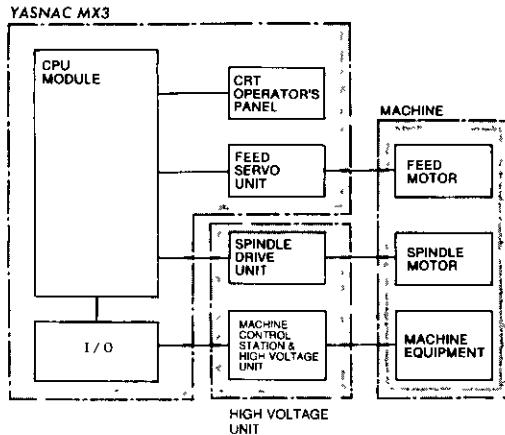 YASNAC MX3
CPU
MODULE
CRT
OPERATOR'S
PANEL
MACHINE
FEED
SERVO
UNIT
FEED
MOTOR
SPINDLE
DRIVE
UNIT
SPINDLE
MOTOR
I/O
MACHINE
CONTROL
STATION &
HIGH VOLTAGE
UNIT
MACHINE
EQUIPMENT
HIGH VOLTAGE
UNIT